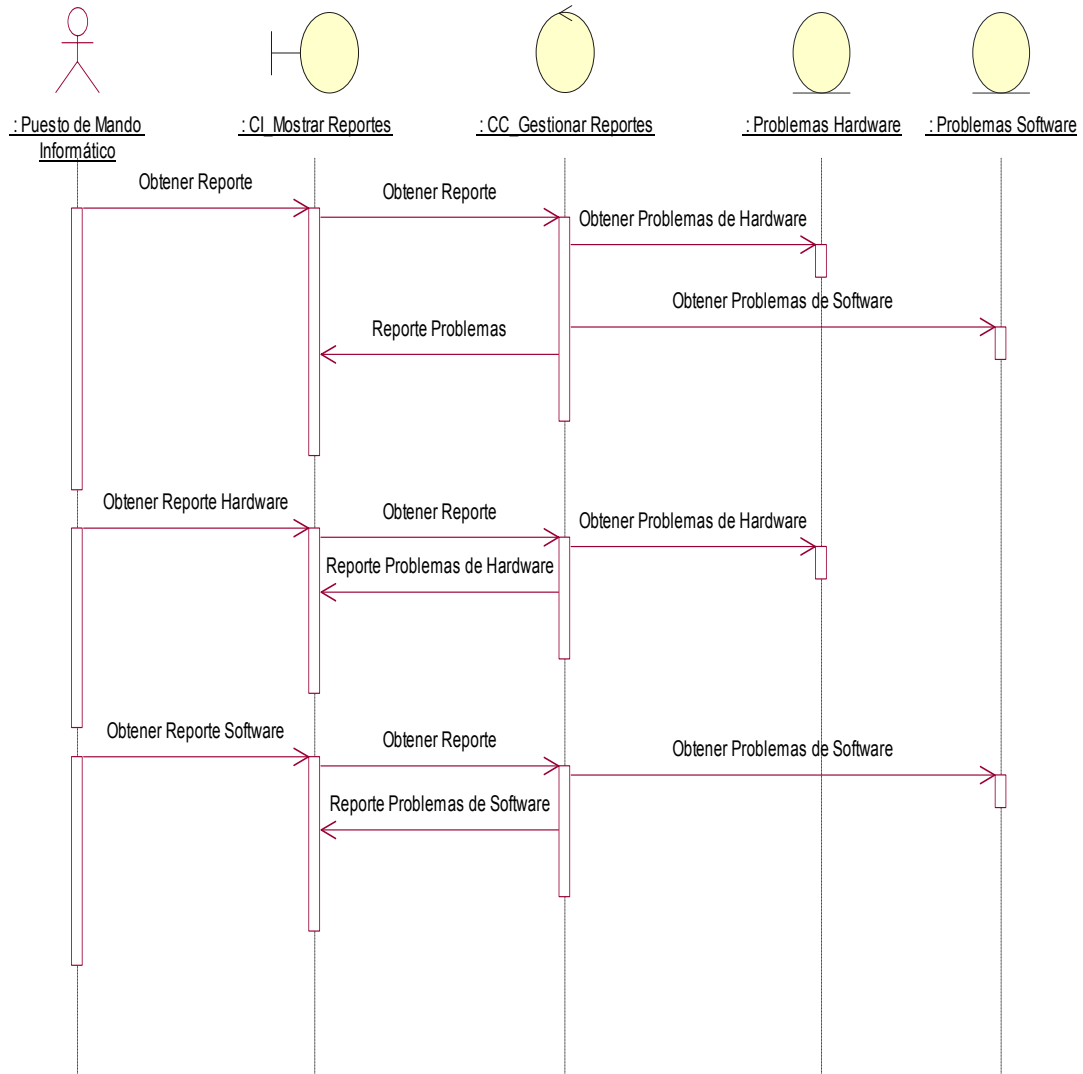 : Puesto de Mando
Informático
: CI_Mostrar Reportes
: CC_Gestionar Reportes
: Problemas Hardware
: Problemas Software
Obtener Reporte
Obtener Reporte
Obtener Problemas de Hardware
Obtener Problemas de Software
Reporte Problemas
Obtener Reporte Hardware
Obtener Reporte
Obtener Problemas de Hardware
Reporte Problemas de Hardware
Obtener Reporte Software
Obtener Reporte
Obtener Problemas de Software
Reporte Problemas de Software